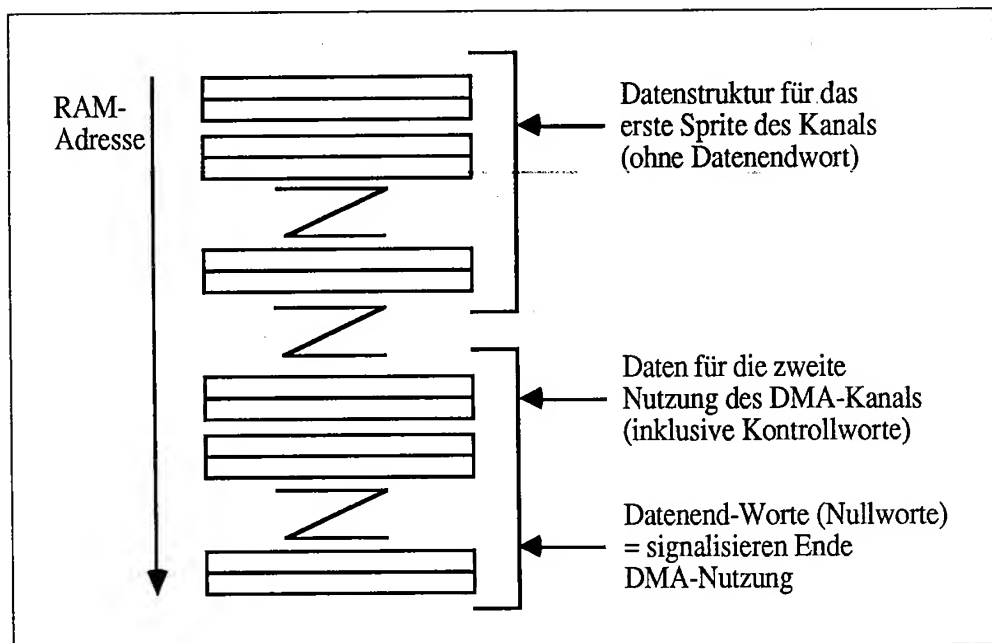 RAM-
Adresse
Datenstruktur für das
erste Sprite des Kanals
(ohne Datenendwort)
Daten für die zweite
Nutzung des DMA-Kanals
(inklusive Kontrollworte)
Datenend-Worte (Nullworte)
= signalisieren Ende
DMA-Nutzung